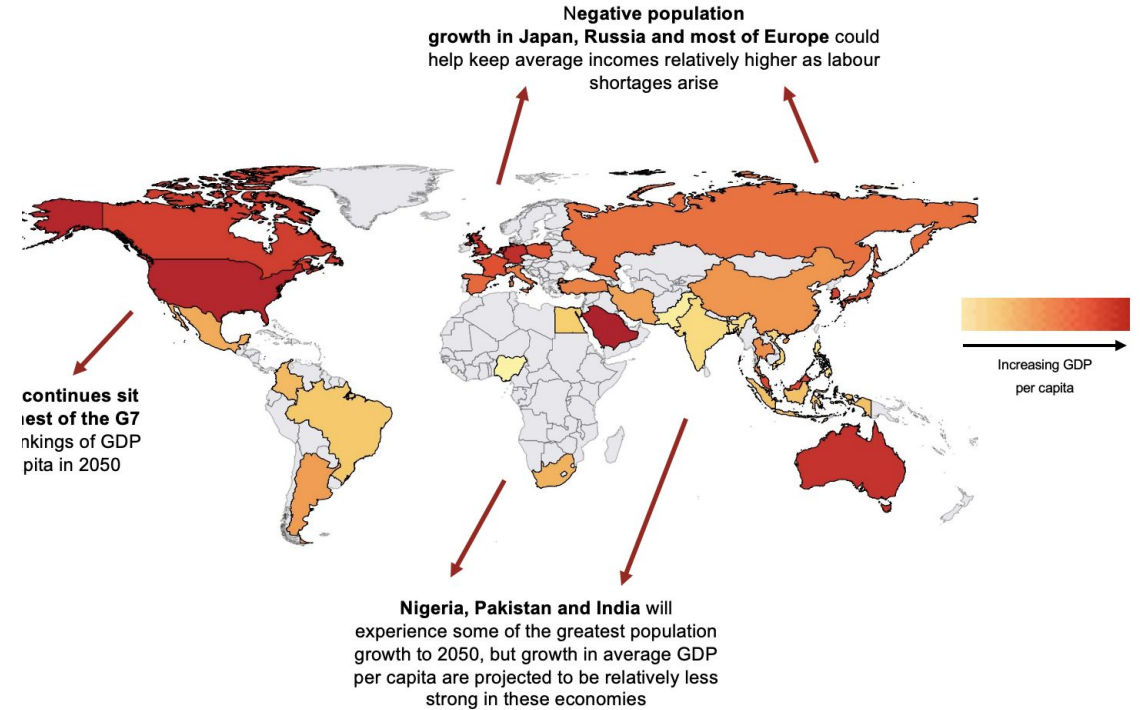 Negative population
growth in Japan, Russia and most of Europe could
help keep average incomes relatively higher as labour
shortages arise
continues sit
of the G7
of GDP
in 2050
Increasing GDP
per capita
Nigeria, Pakistan and India will
experience some of the greatest population
growth to 2050, but growth in average GDP
per capita are projected to be relatively less
strong in these economies